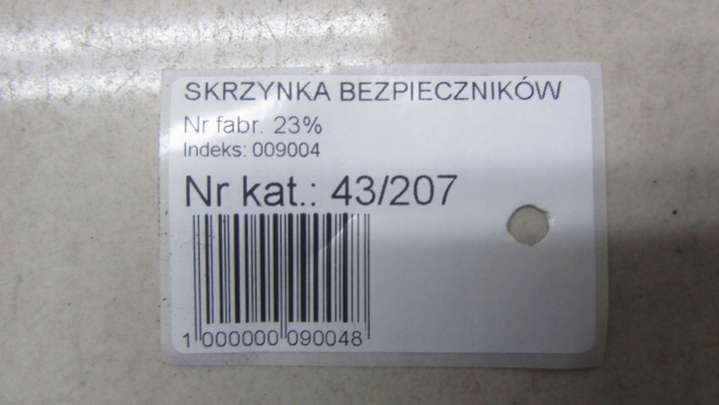 SKRZYNKA BEZPIECZNIKÓW
Nr fabr. 23%
Indeks: 009004
Nr kat.: 43/207
1 000000 090048